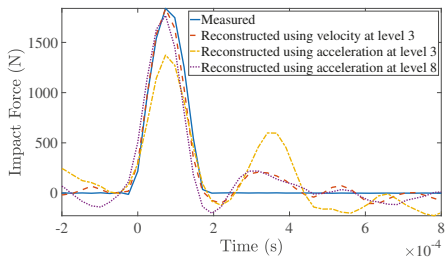 Measured
Reconstructed using velocity at level 3
Reconstructed using acceleration at level 3
Reconstructed using acceleration at level 8
Impact Force (N)
1500
1000
500
0
-2
0
2
4
6
8
Time (s)
×10⁻⁴